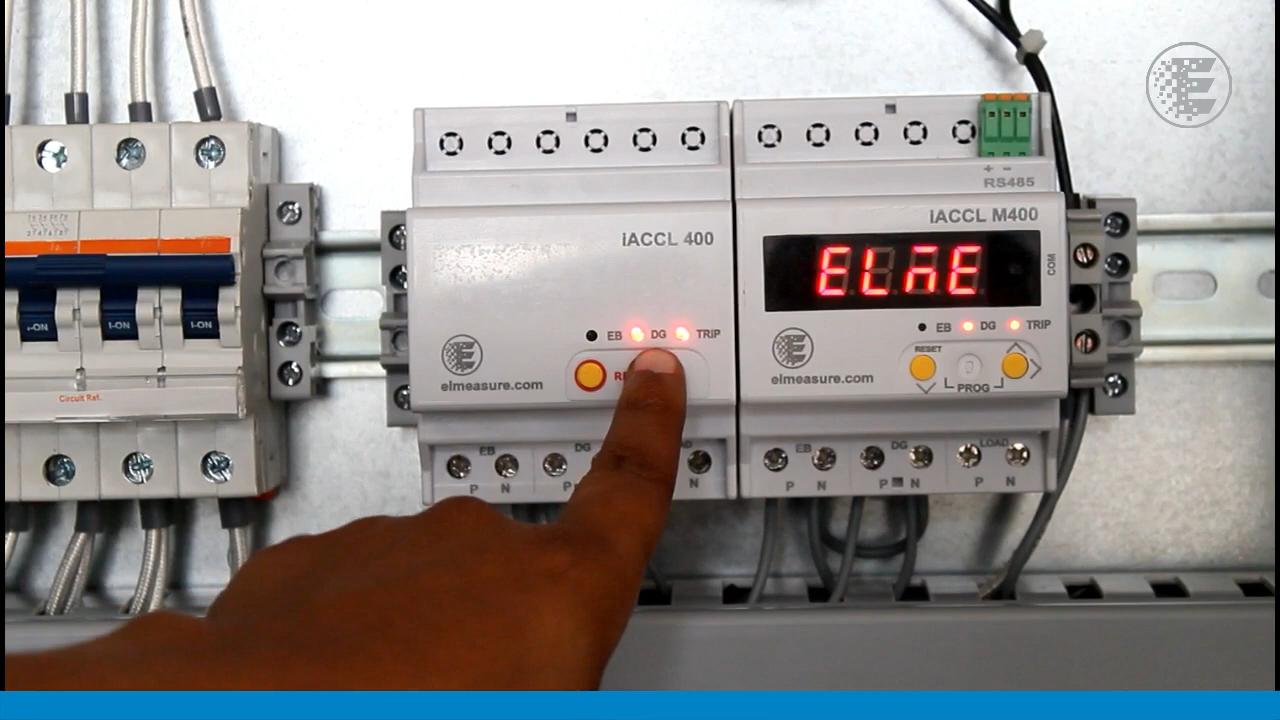 RS485
iACCL 400
iACCL M400
ELNE
COM
EB DG TRIP
EB DG TRIP
RESET
PROG
elmeasure.com
elmeasure.com
I-ON
I-ON
I-ON
Circuit Ref.
EB DG
P N N
EB DG LOAD
P N P N P N